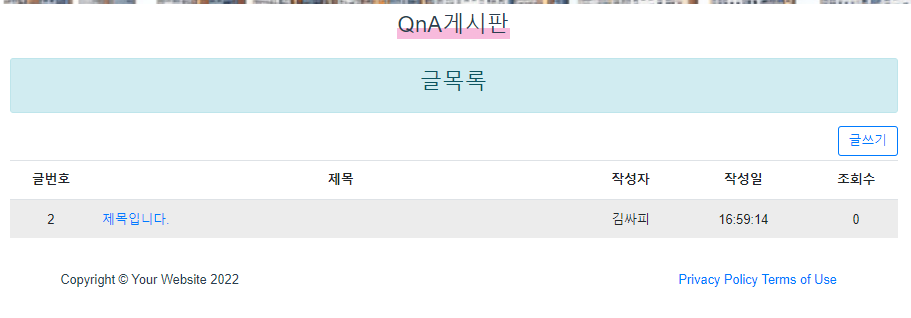 QnA게시판
글목록
글쓰기
글번호 제목 작성자 작성일 조회수
2 제목입니다. 김싸피 16:59:14 0
Copyright © Your Website 2022 Privacy Policy Terms of Use